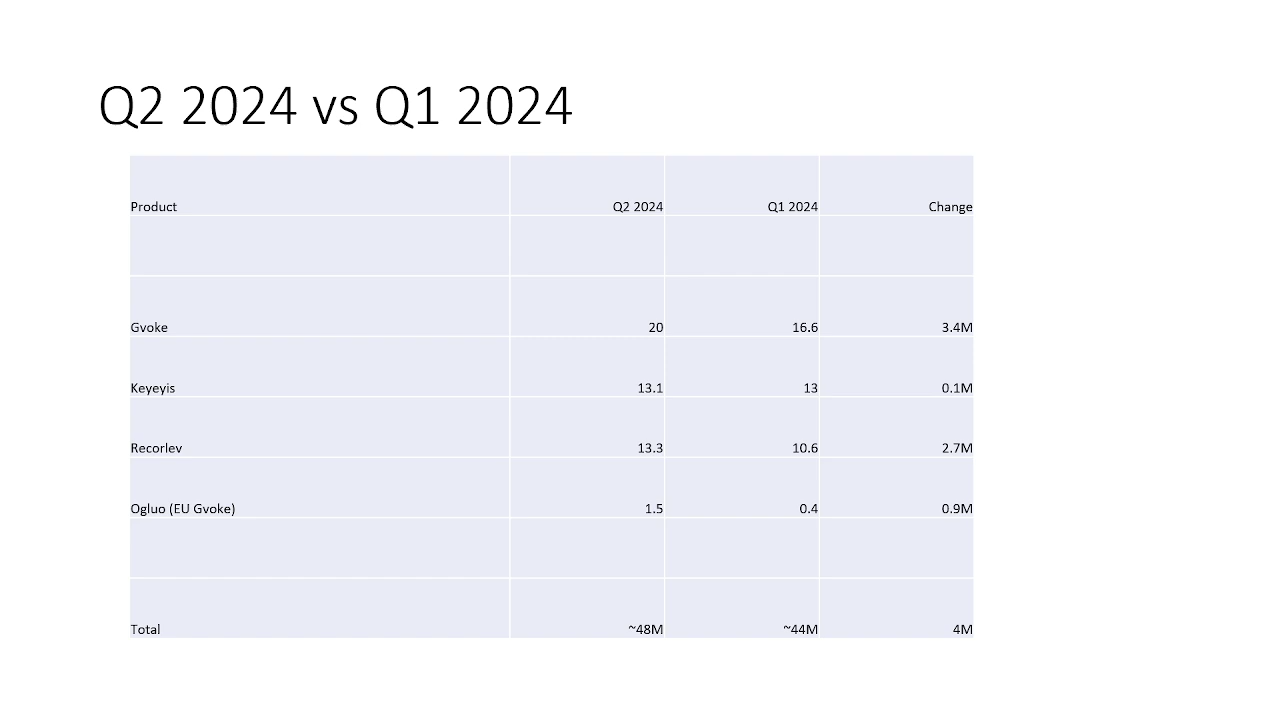 Q2 2024 vs Q1 2024
Product Q2 2024 Q1 2024 Change
Gvoke 20 16.6 3.4M
Keyeyis 13.1 13 0.1M
Recorlev 13.3 10.6 2.7M
Ogluo (EU Gvoke) 1.5 0.4 0.9M
Total ~48M ~44M 4M